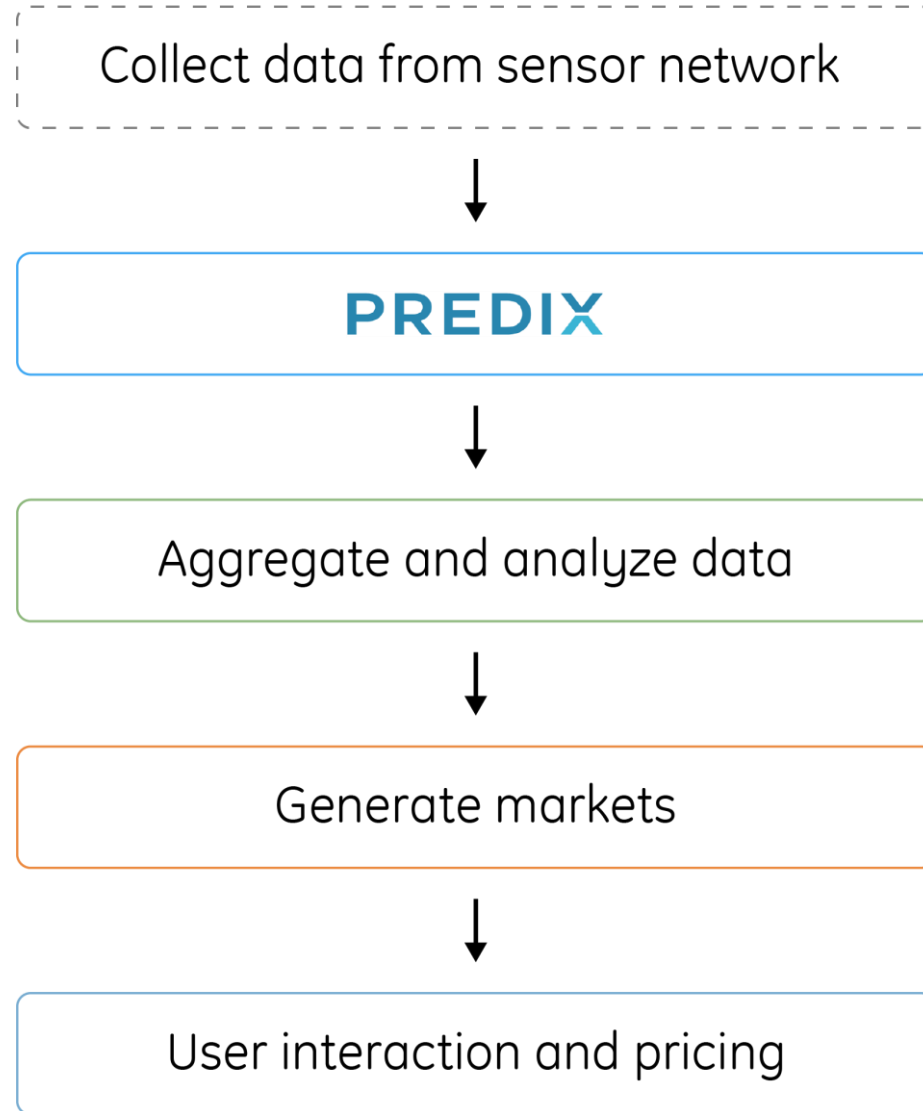 Collect data from sensor network
PREDIX
Aggregate and analyze data
Generate markets
User interaction and pricing